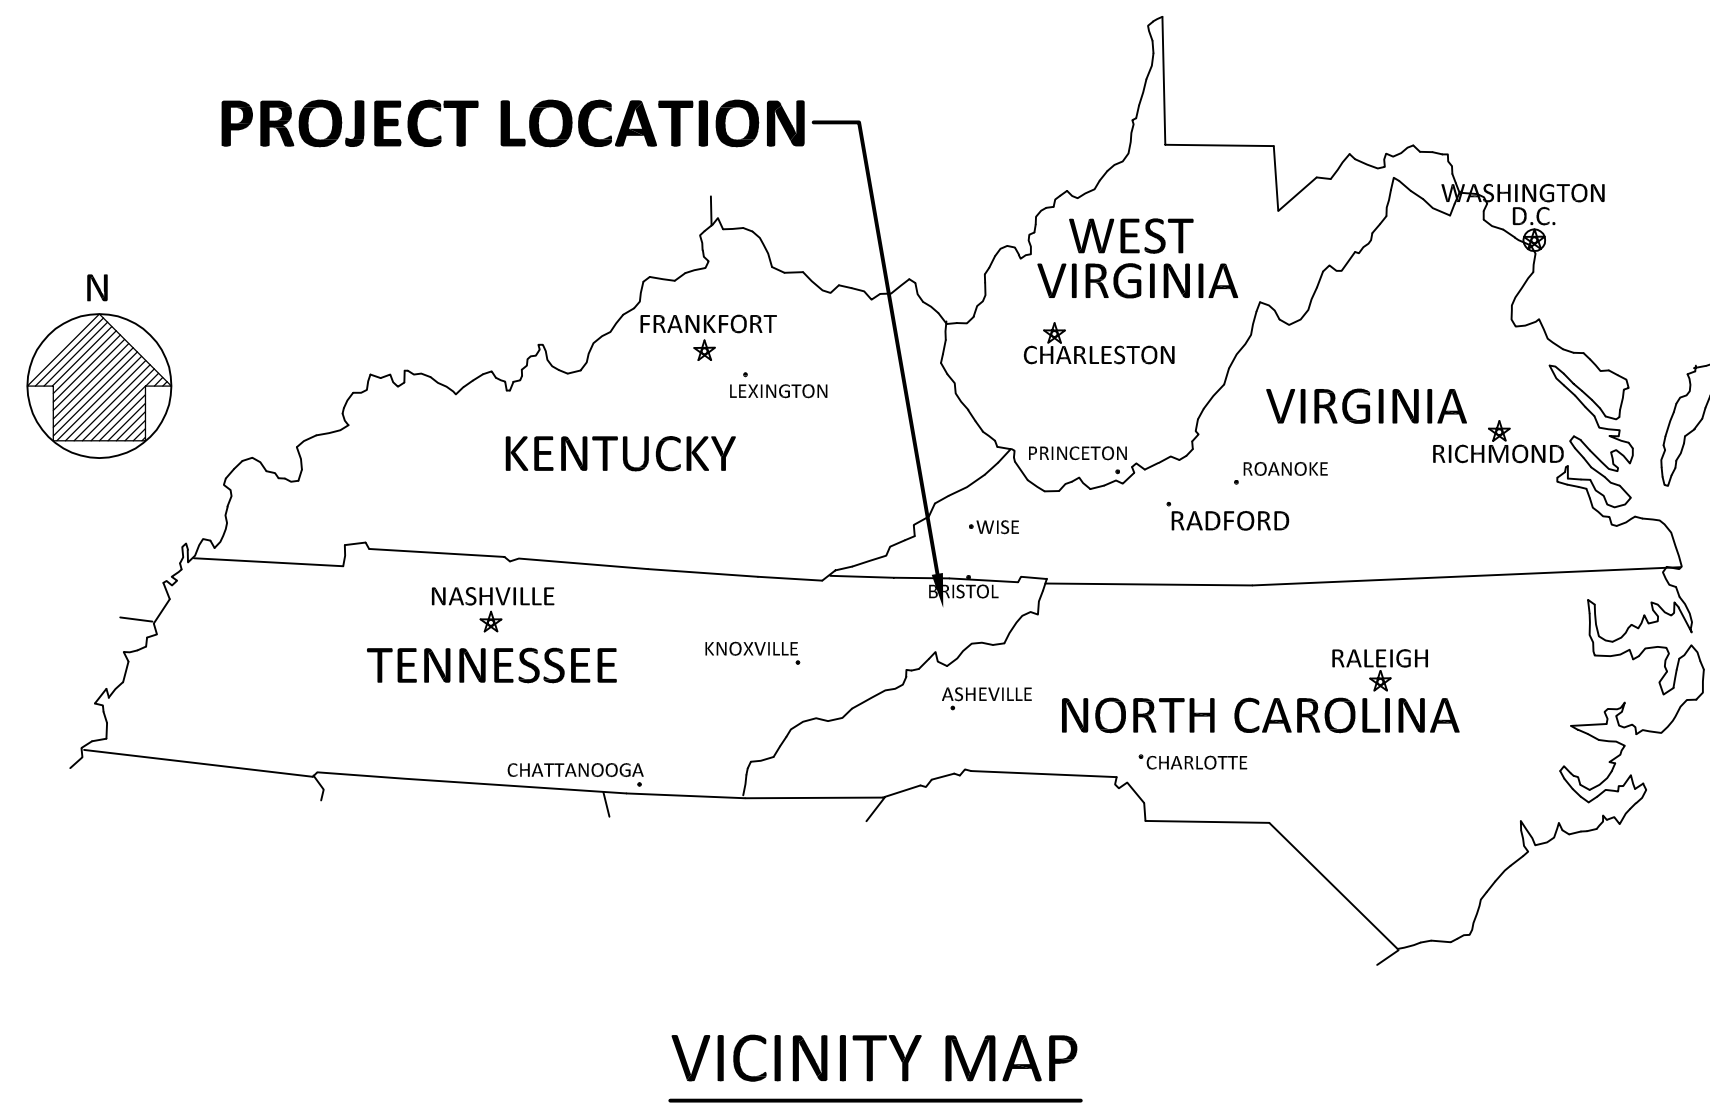 PROJECT LOCATION
WASHINGTON
D.C.
WEST
VIRGINIA
N
FRANKFORT
CHARLESTON
LEXINGTON
VIRGINIA
KENTUCKY
PRINCETON
RICHMOND
ROANOKE
WISE
RADFORD
BRISTOL
NASHVILLE
KNOXVILLE
TENNESSEE
RALEIGH
ASHEVILLE
NORTH CAROLINA
CHARLOTTE
CHATTANOOGA
VICINITY MAP